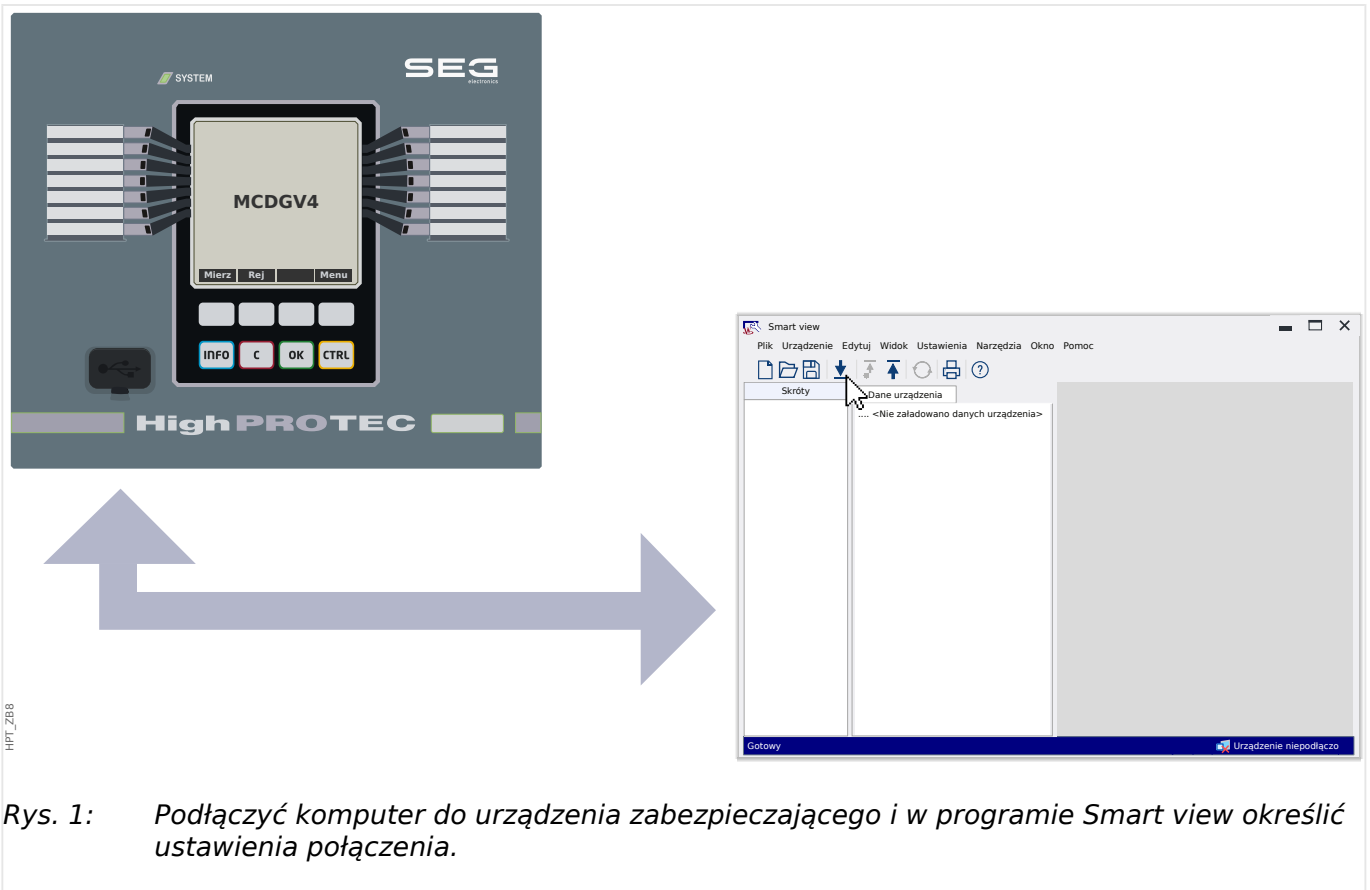 SYSTEM
SEG
electronics
MCDGV4
Mierz Rej Menu
INFO C OK CTRL
HighPROTEC
Smart view
Plik Urządzenie Edytuj Widok Ustawienia Narzędzia Okno Pomoc
Skróty
Dane urządzenia
.... <Nie załadowano danych urządzenia>
Gotowy
Urządzenie niepodłączo
HPT_ZB8
Rys. 1: Podłączyć komputer do urządzenia zabezpieczającego i w programie Smart view określić
ustawienia połączenia.